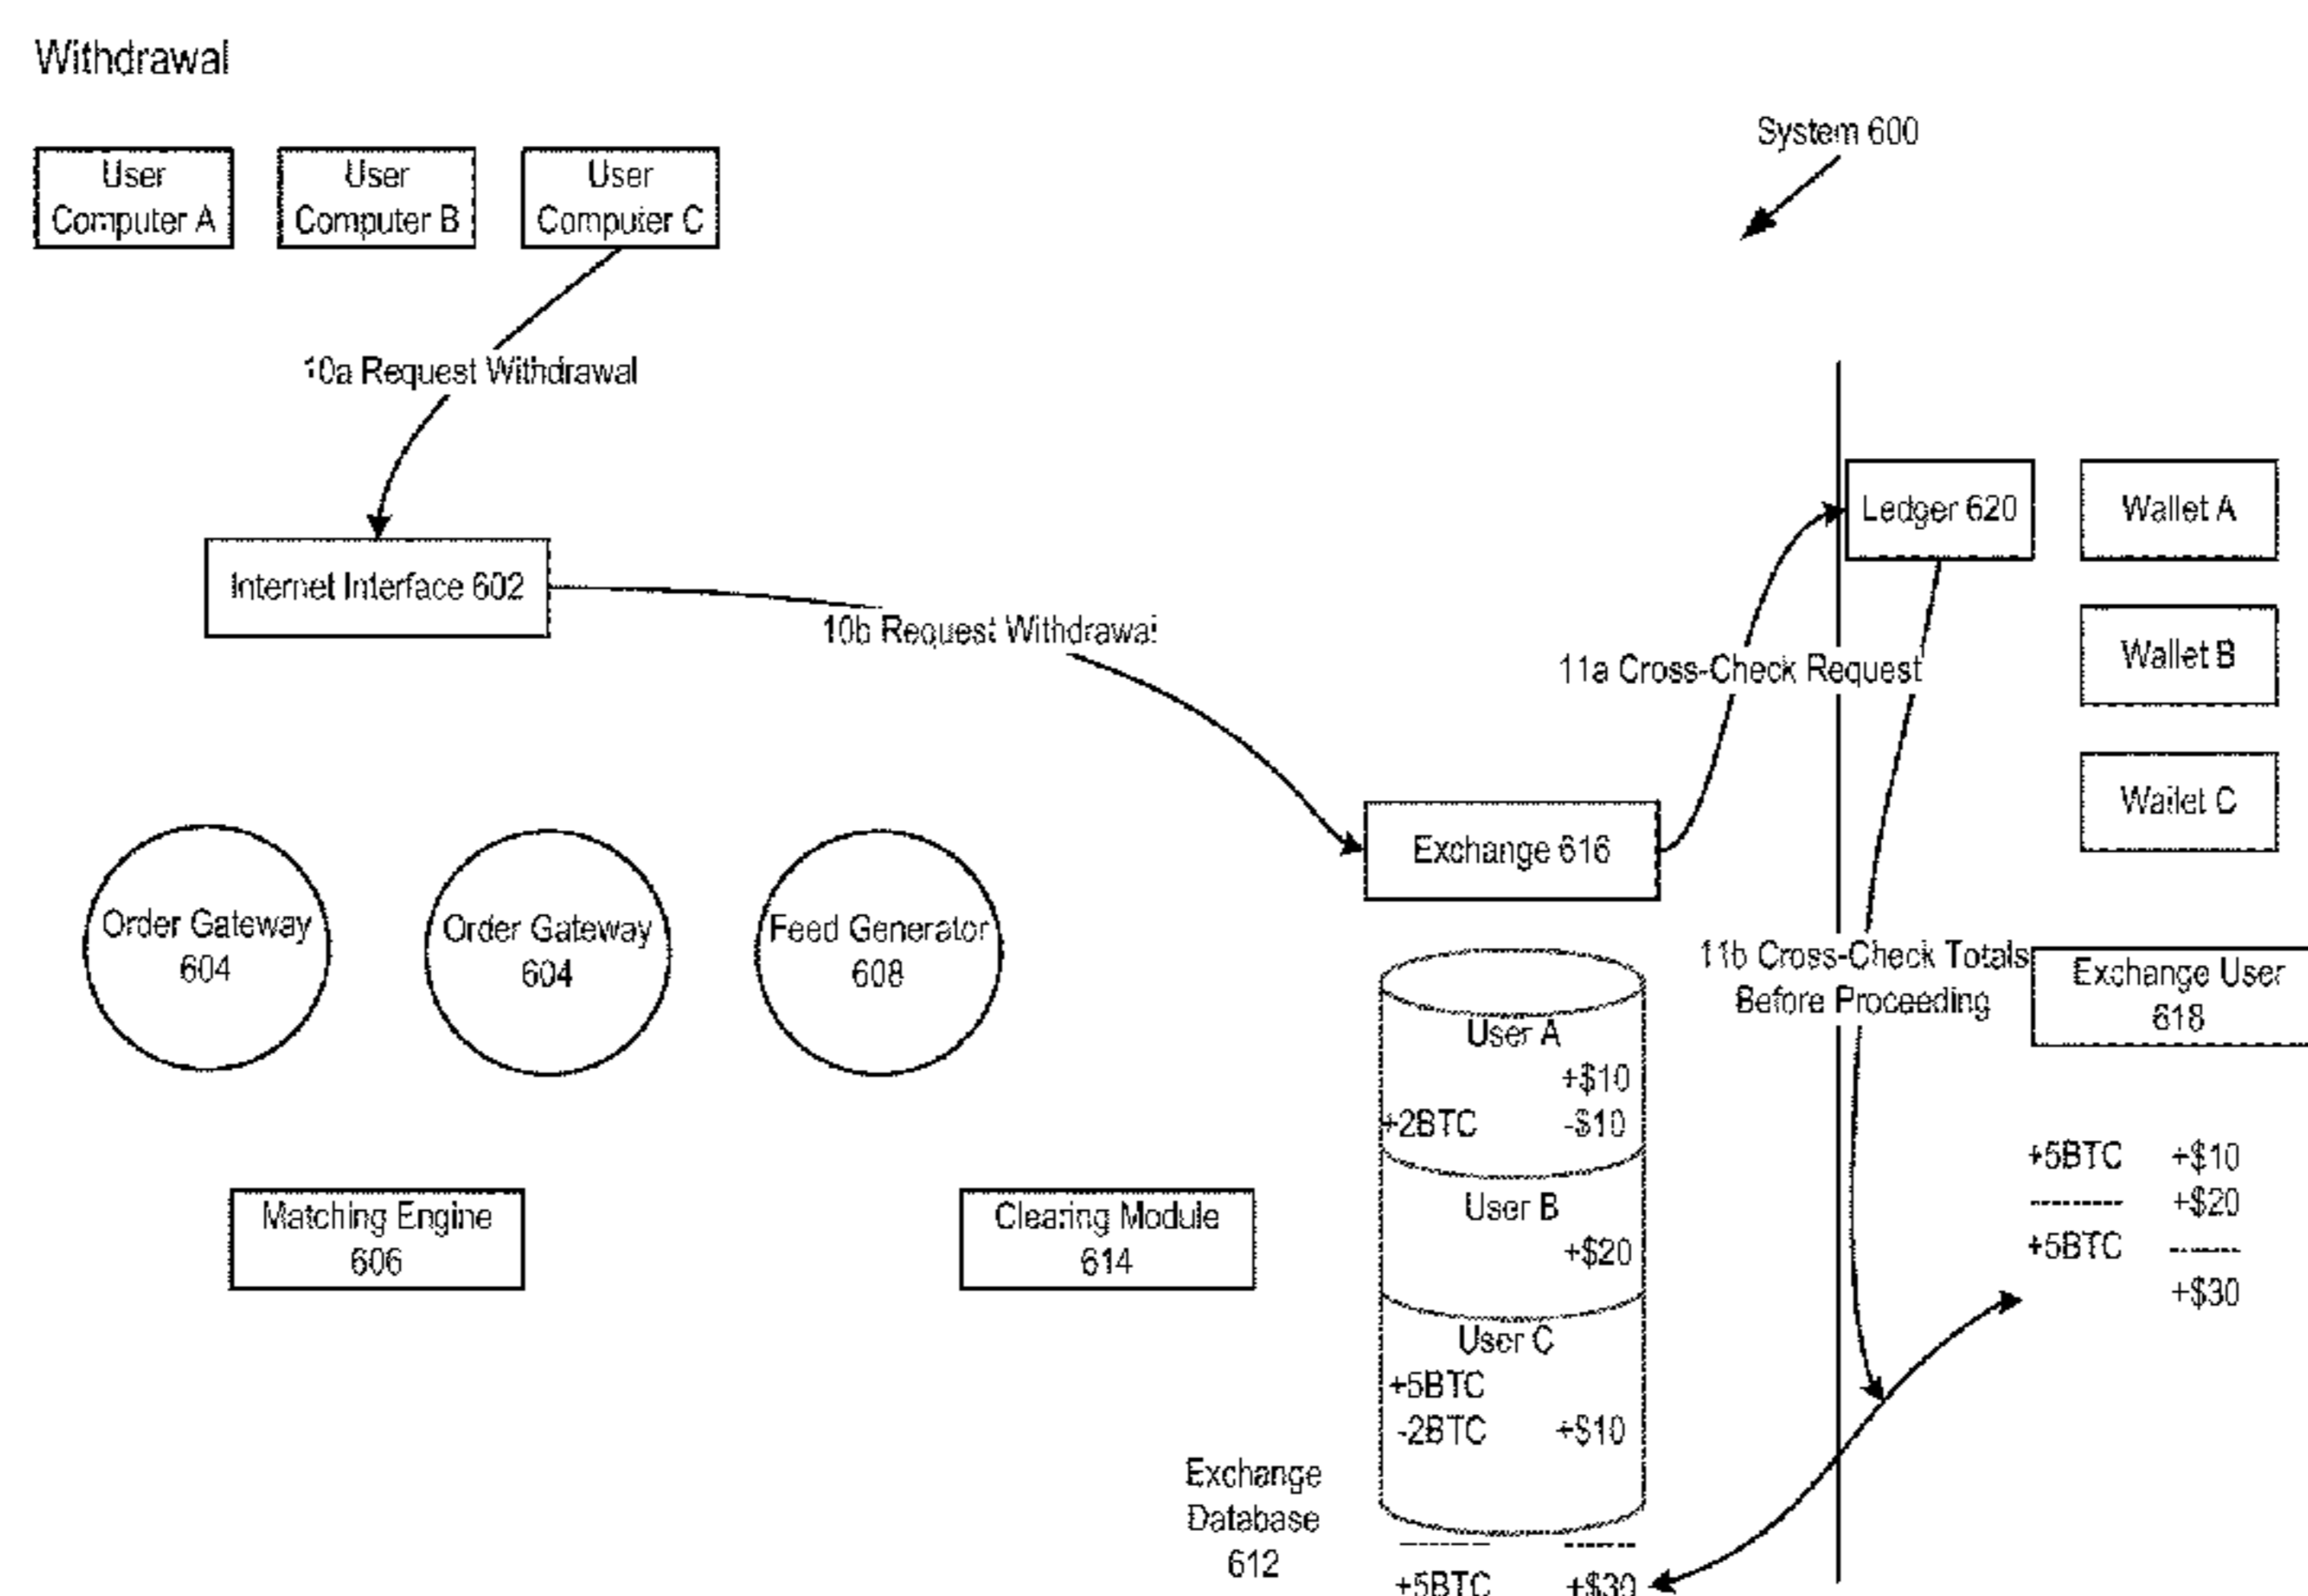 Withdrawal
System 600
User
Computer A
User
Computer B
User
Computer C
10a Request Withdrawal
Ledger 620
Wallet A
Internet Interface 602
10b Request Withdrawal
11a Cross-Check Request
Wallet B
Wallet C
Exchange 616
Order Gateway
604
Order Gateway
604
Feed Generator
608
11b Cross-Check Totals
Before Proceeding
Exchange User
618
User A
+$10
+2BTC -$10
User B
+$20
User C
+5BTC
-2BTC +$10
+5BTC +$10
--------- +$20
+5BTC -------
+$30
Matching Engine
606
Clearing Module
614
Exchange
Database
612
--------- -------
+5BTC +$30